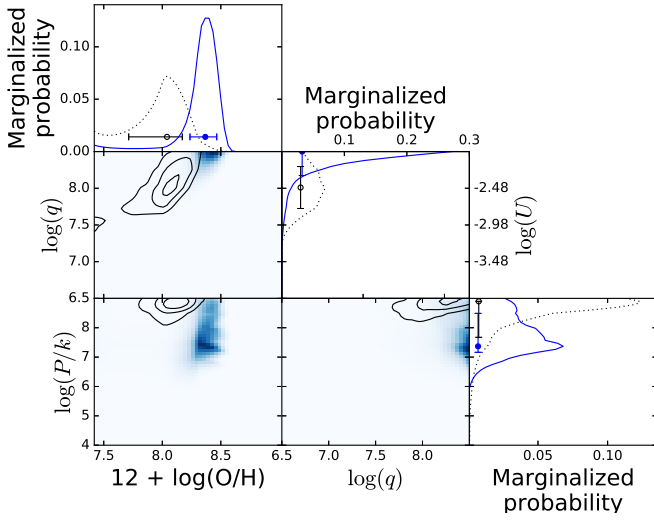 0.10
0.05
0.00
Marginalized
probability
Marginalized
probability
0.1 0.2 0.3
8.0
7.5
7.0
6.5
log(q)
-2.48
-2.98
-3.48
log(U)
8
7
6
5
4
log(P/k)
7.5 8.0 8.5
12 + log(O/H)
6.5 7.0 7.5 8.0
log(q)
0.05 0.10
Marginalized
probability